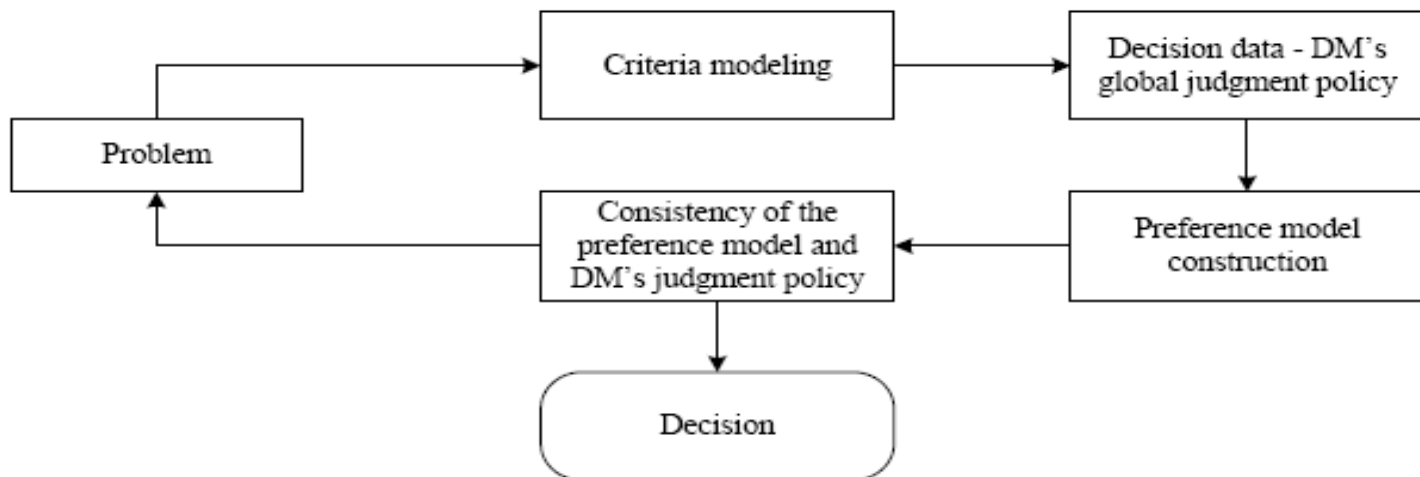 Criteria modeling
Decision data - DM’s
global judgment policy
Problem
Consistency of the
preference model and
DM’s judgment policy
Preference model
construction
Decision